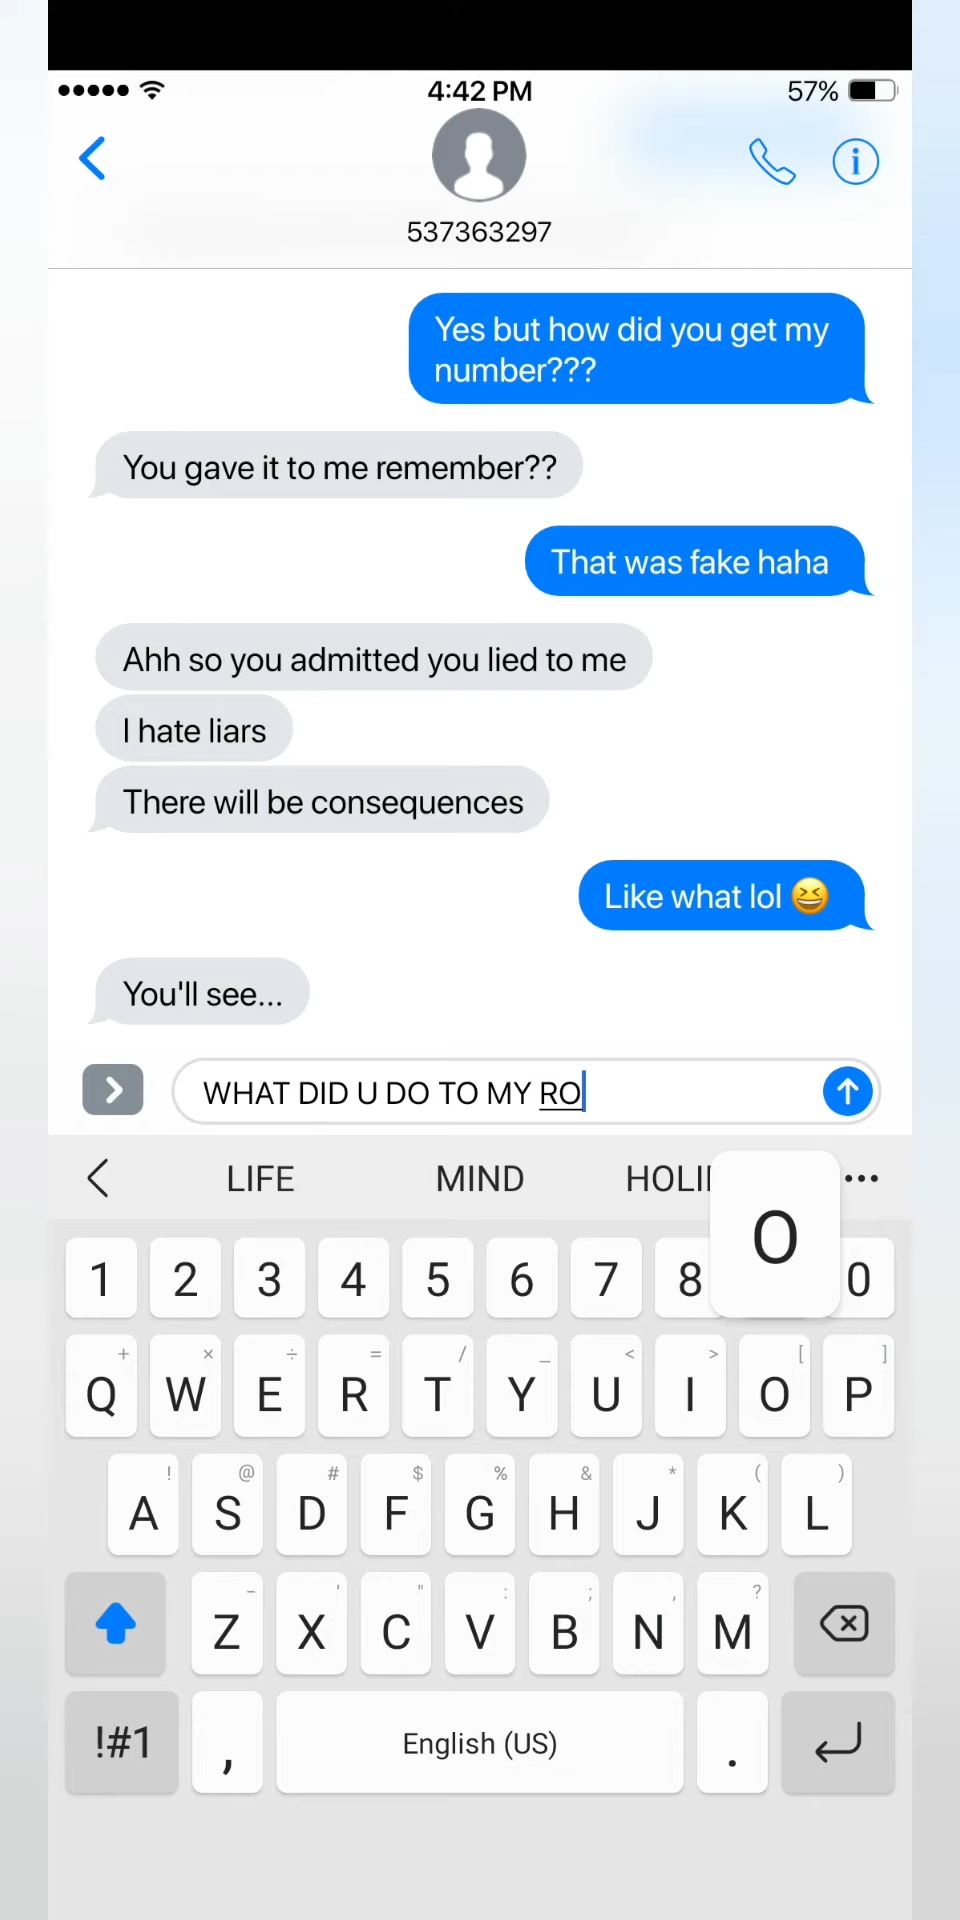 4:42 PM
57%
537363297
Yes but how did you get my
number???
You gave it to me remember??
That was fake haha
Ahh so you admitted you lied to me
I hate liars
There will be consequences
Like what lol 😆
You'll see...
WHAT DID U DO TO MY RO
LIFE MIND
O
1 2 3 4 5 6 7 8 0
+ × ÷ = / _ < > [ ]
Q W E R T Y U I O P
! @ # $ % & * ( )
A S D F G H J K L
- ' " : ; , ?
Z X C V B N M
!#1 , English (US) .